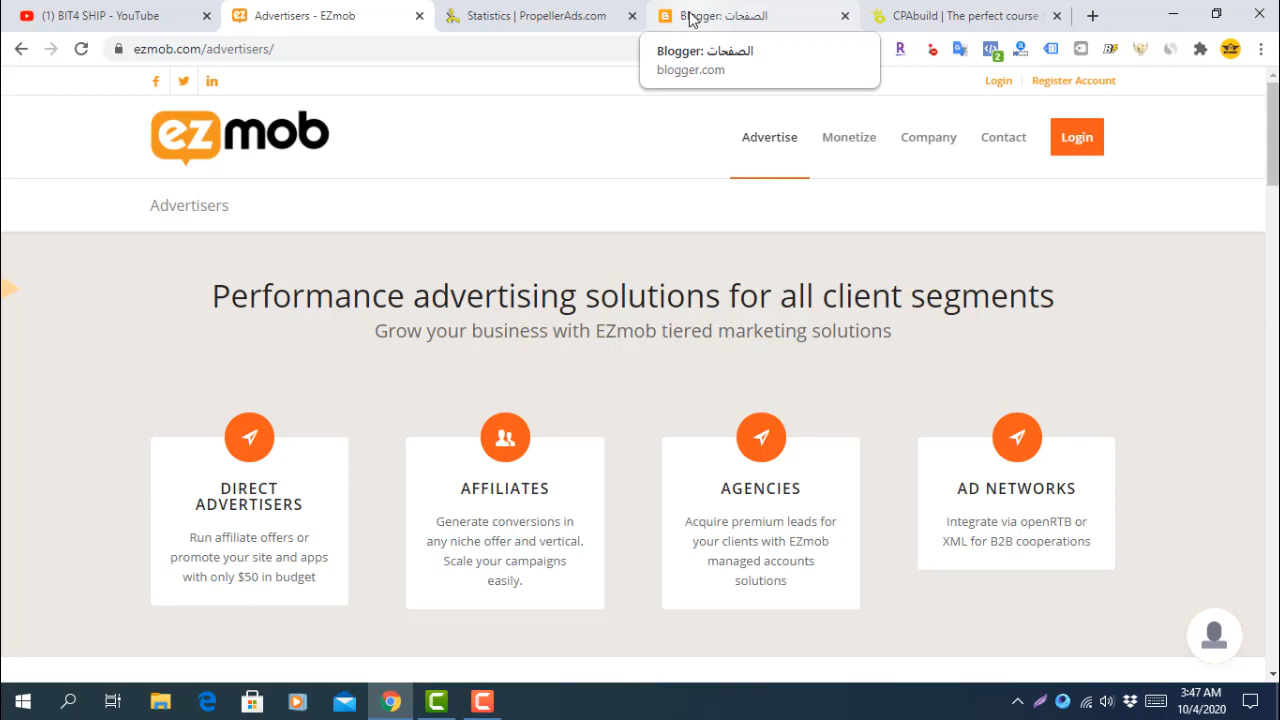 (1) BIT4 SHIP - YouTube
Advertisers - EZmob
Statistics | PropellerAds.com
Blogger: الصفحات
CPAbuild | The perfect course
ezmob.com/advertisers/
Blogger: الصفحات
blogger.com
2
Login
Register Account
ezmob
Advertise
Monetize
Company
Contact
Login
Advertisers
Performance advertising solutions for all client segments
Grow your business with EZmob tiered marketing solutions
DIRECT
ADVERTISERS
Run affiliate offers or
promote your site and apps
with only $50 in budget
AFFILIATES
Generate conversions in
any niche offer and vertical.
Scale your campaigns
easily.
AGENCIES
Acquire premium leads for
your clients with EZmob
managed accounts
solutions
AD NETWORKS
Integrate via openRTB or
XML for B2B cooperations
3:47 AM
10/4/2020